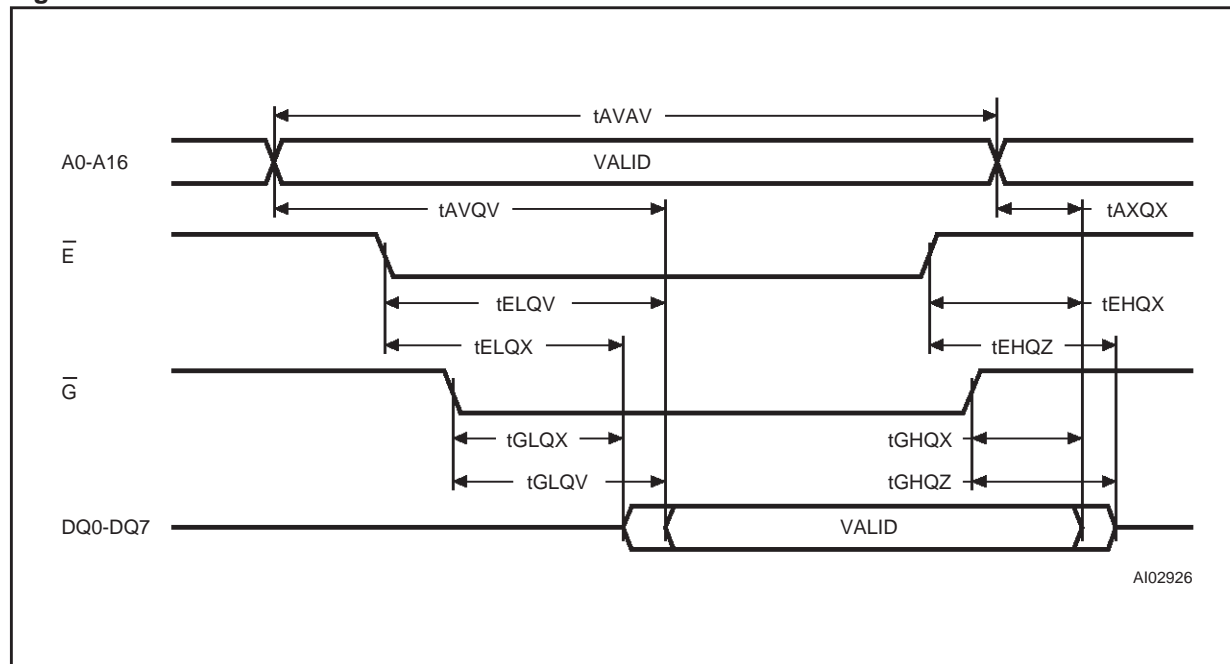 tAVAV
A0-A16 VALID
tAVQV tAXQX
E
tELQV tEHQX
tELQX tEHQZ
G
tGLQX tGHQX
tGLQV tGHQZ
DQ0-DQ7 VALID
AI02926